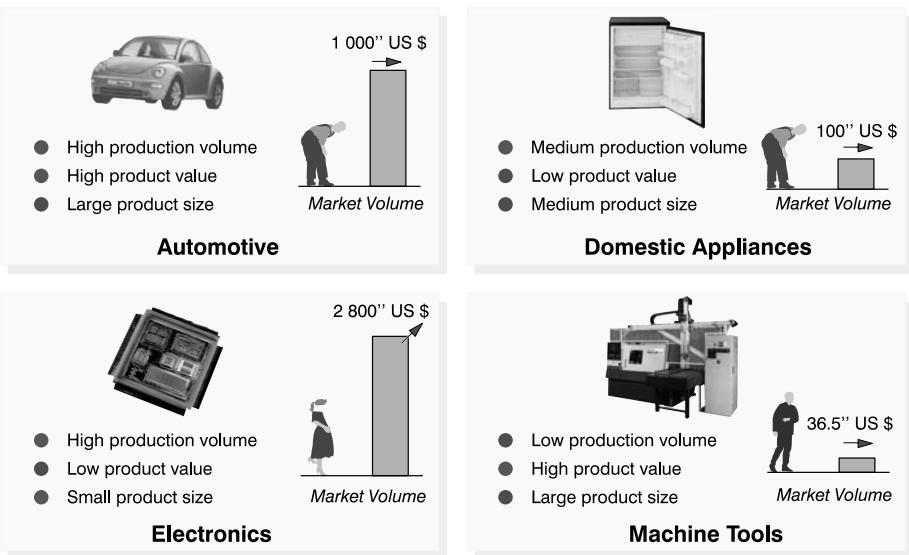 1 000'' US $
High production volume
High product value
Large product size
Market Volume
Automotive
100'' US $
Medium production volume
Low product value
Medium product size
Market Volume
Domestic Appliances
2 800'' US $
High production volume
Low product value
Small product size
Market Volume
Electronics
36.5'' US $
Low production volume
High product value
Large product size
Market Volume
Machine Tools